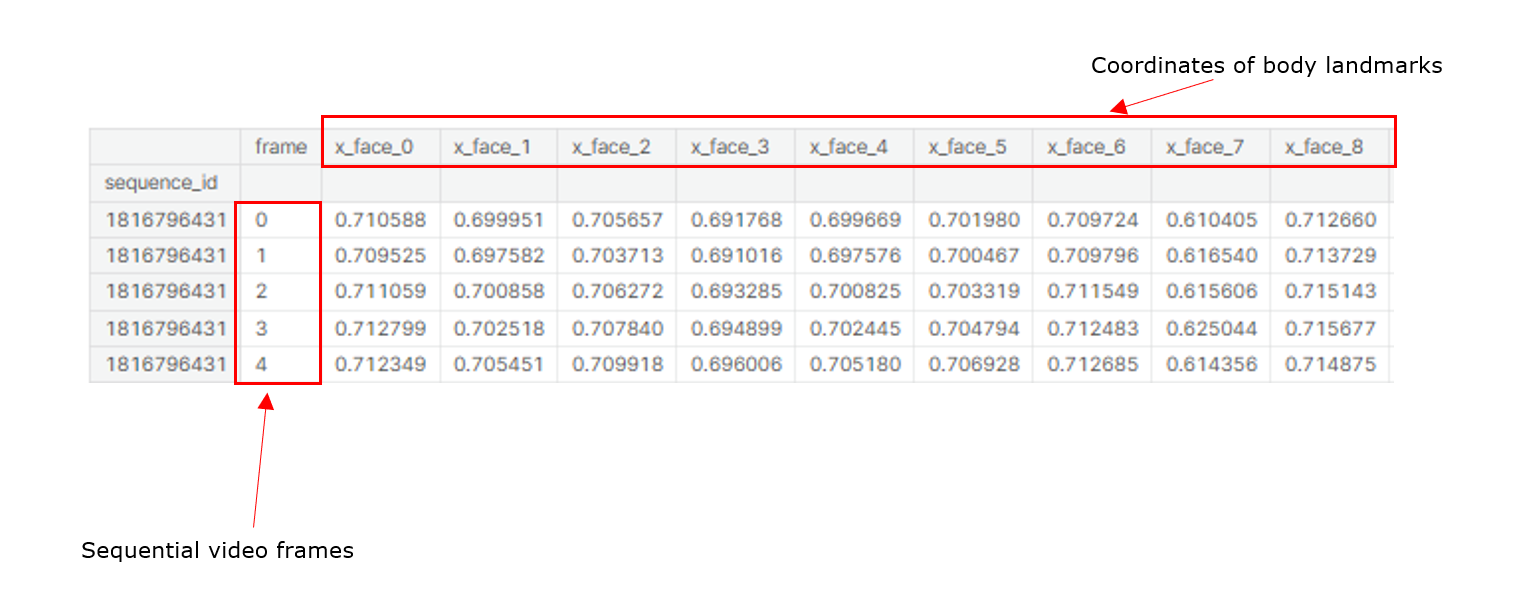 Coordinates of body landmarks
frame x_face_0 x_face_1 x_face_2 x_face_3 x_face_4 x_face_5 x_face_6 x_face_7 x_face_8
sequence_id
1816796431 0 0.710588 0.699951 0.705657 0.691768 0.699669 0.701980 0.709724 0.610405 0.712660
1816796431 1 0.709525 0.697582 0.703713 0.691016 0.697576 0.700467 0.709796 0.616540 0.713729
1816796431 2 0.711059 0.700858 0.706272 0.693285 0.700825 0.703319 0.711549 0.615606 0.715143
1816796431 3 0.712799 0.702518 0.707840 0.694899 0.702445 0.704794 0.712483 0.625044 0.715677
1816796431 4 0.712349 0.705451 0.709918 0.696006 0.705180 0.706928 0.712685 0.614356 0.714875
Sequential video frames